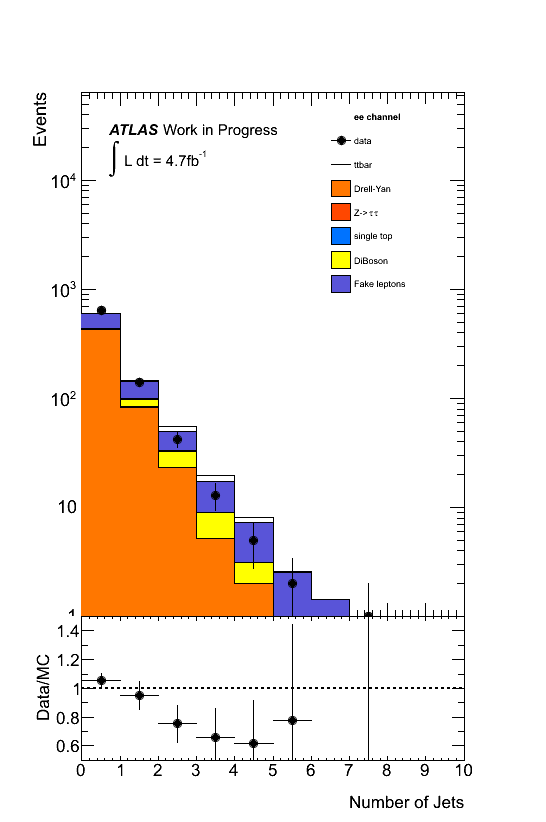 Events
ATLAS Work in Progress
∫ L dt = 4.7fb⁻¹
ee channel
data
ttbar
Drell-Yan
Z->ττ
single top
DiBoson
Fake leptons
10⁴
10³
10²
10
1
Data/MC
1.4
1.2
1
0.8
0.6
0 1 2 3 4 5 6 7 8 9 10
Number of Jets